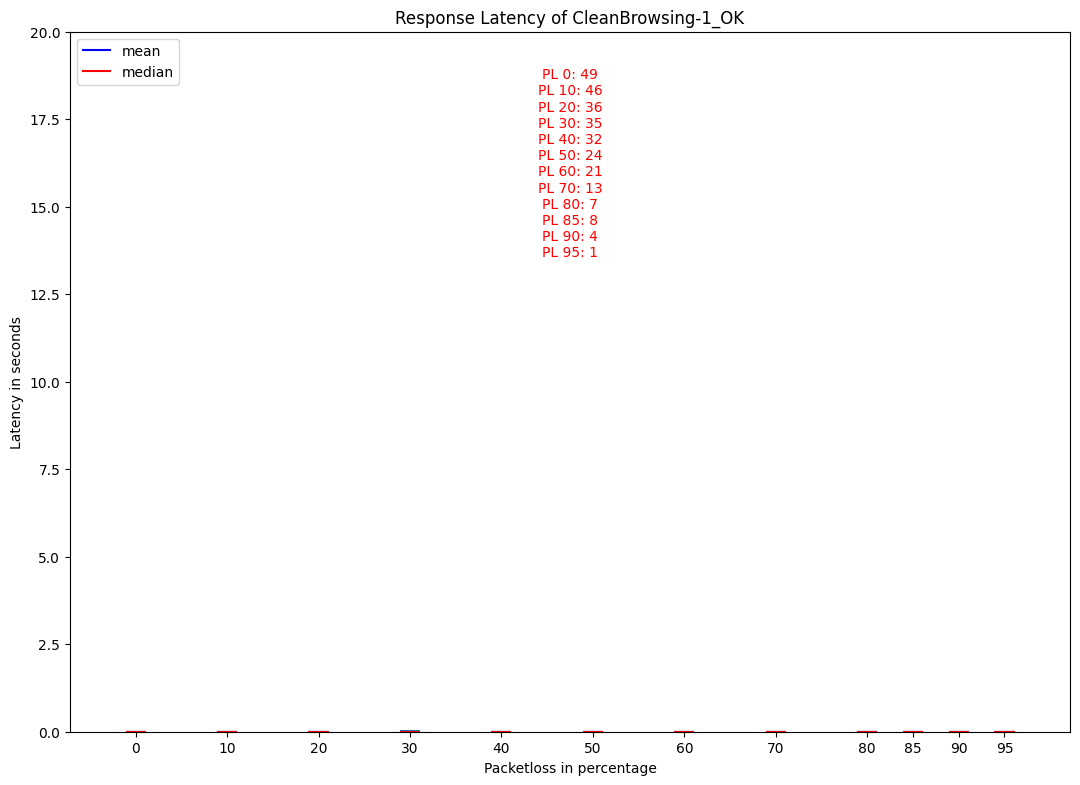 Response Latency of CleanBrowsing-1_OK
mean
median
PL 0: 49
PL 10: 46
PL 20: 36
PL 30: 35
PL 40: 32
PL 50: 24
PL 60: 21
PL 70: 13
PL 80: 7
PL 85: 8
PL 90: 4
PL 95: 1
Latency in seconds
20.0
17.5
15.0
12.5
10.0
7.5
5.0
2.5
0.0
0 10 20 30 40 50 60 70 80 85 90 95
Packetloss in percentage